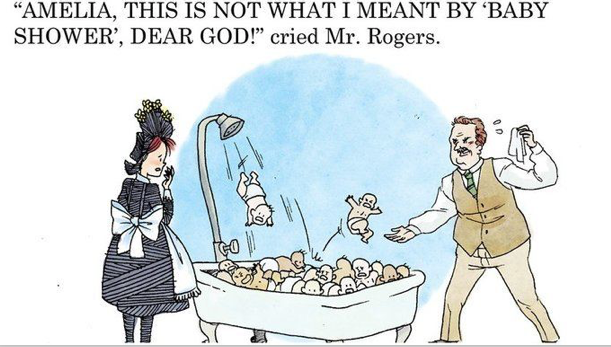 “AMELIA, THIS IS NOT WHAT I MEANT BY ‘BABY
SHOWER’, DEAR GOD!” cried Mr. Rogers.